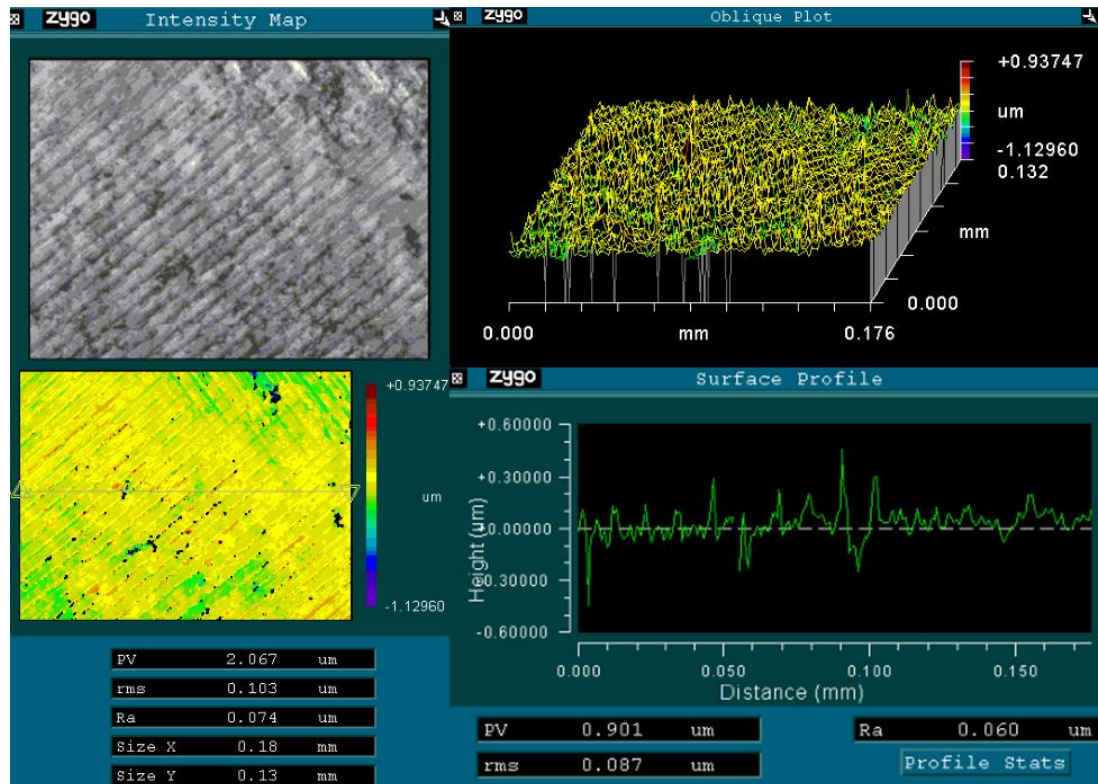 zygo Intensity Map
+0.93747
um
-1.12960
PV 2.067 um
rms 0.103 um
Ra 0.074 um
Size X 0.18 mm
Size Y 0.13 mm
zygo Oblique Plot
+0.93747
um
-1.12960
0.132
mm
0.000
0.000 mm 0.176
zygo Surface Profile
+0.60000
+0.30000
+0.00000
-0.30000
-0.60000
Height (µm)
0.000 0.050 0.100 0.150
Distance (mm)
PV 0.901 um
rms 0.087 um
Ra 0.060 um
Profile Stats